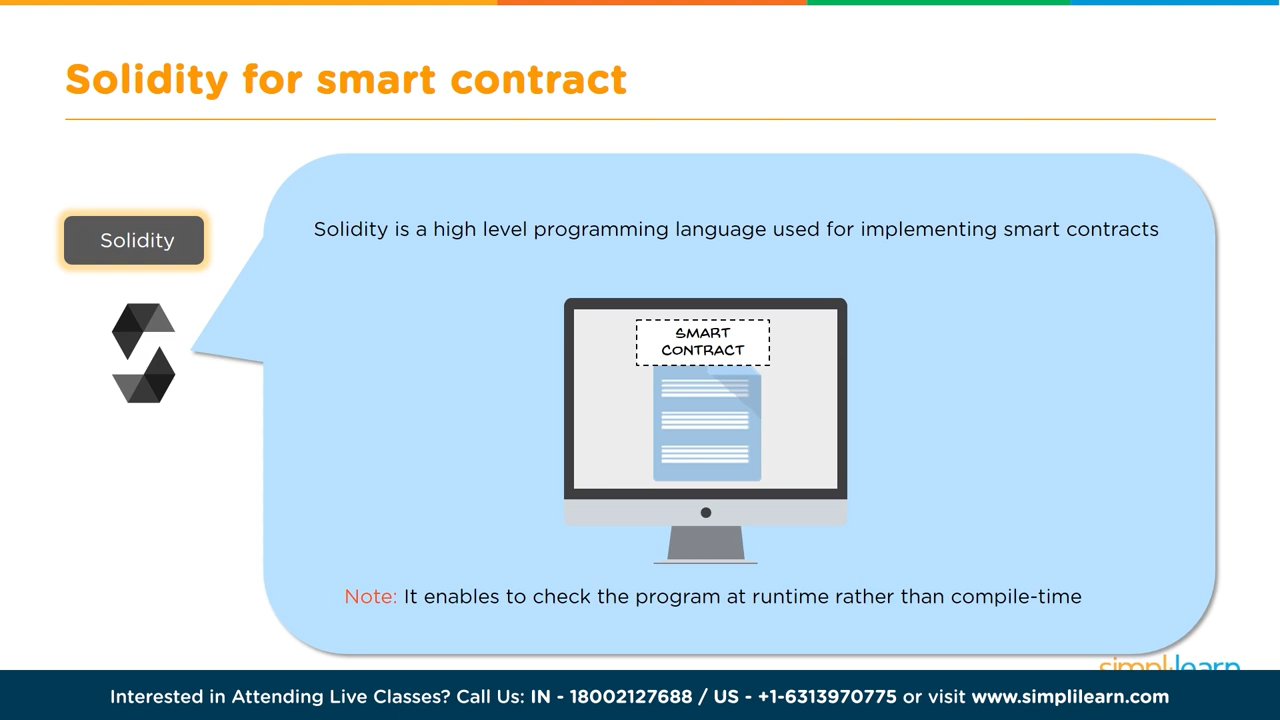 Solidity for smart contract
Solidity
Solidity is a high level programming language used for implementing smart contracts
SMART
CONTRACT
Note: It enables to check the program at runtime rather than compile-time
simplilearn
Interested in Attending Live Classes? Call Us: IN - 18002127688 / US - +1-6313970775 or visit www.simplilearn.com